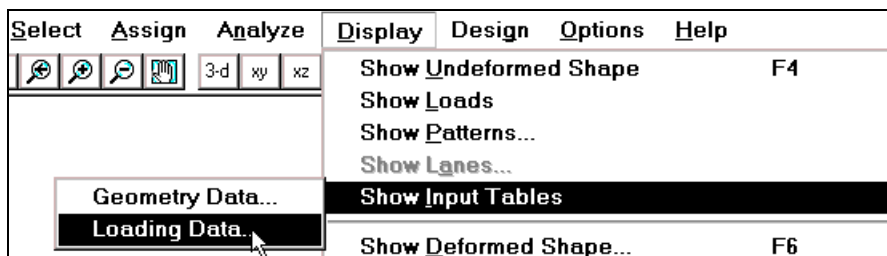 Select Assign Analyze Display Design Options Help
3-d xy xz
Show Undeformed Shape F4
Show Loads
Show Patterns...
Show Lanes...
Show Input Tables
Geometry Data...
Loading Data...
Show Deformed Shape... F6